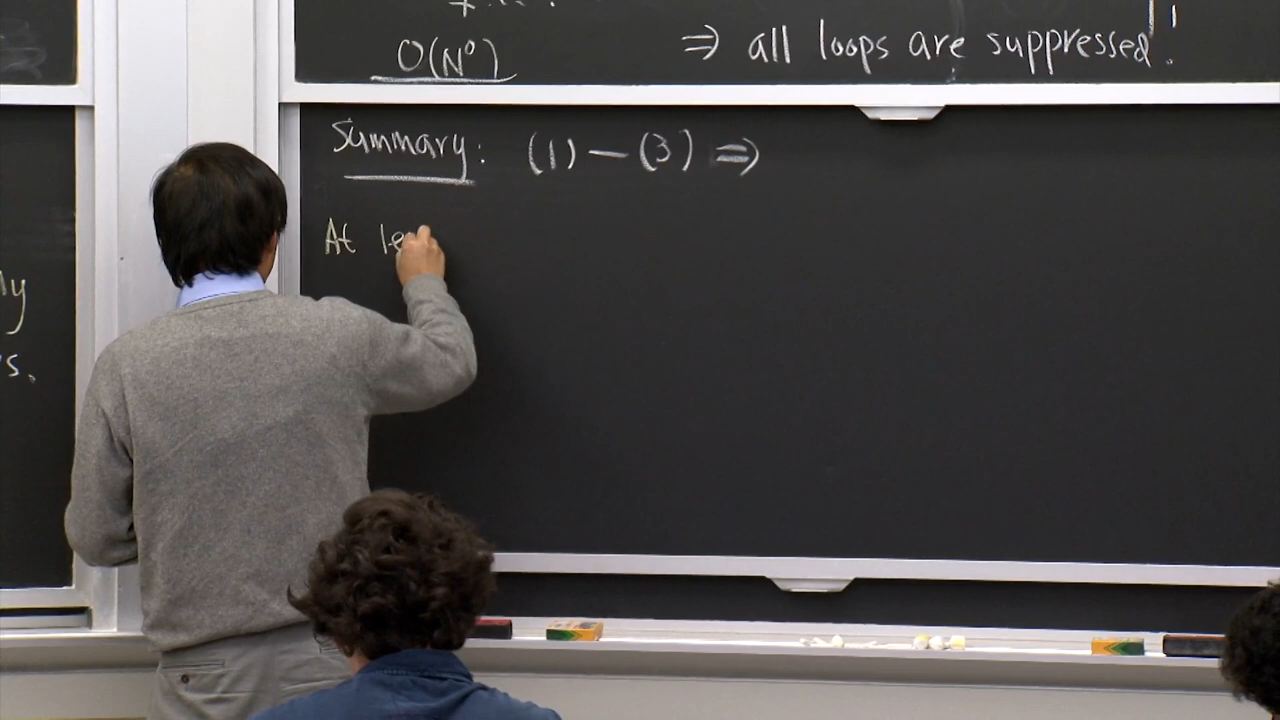 O(N⁰)
⇒ all loops are suppressed!
Summary: (1) — (3) ⇒
At le